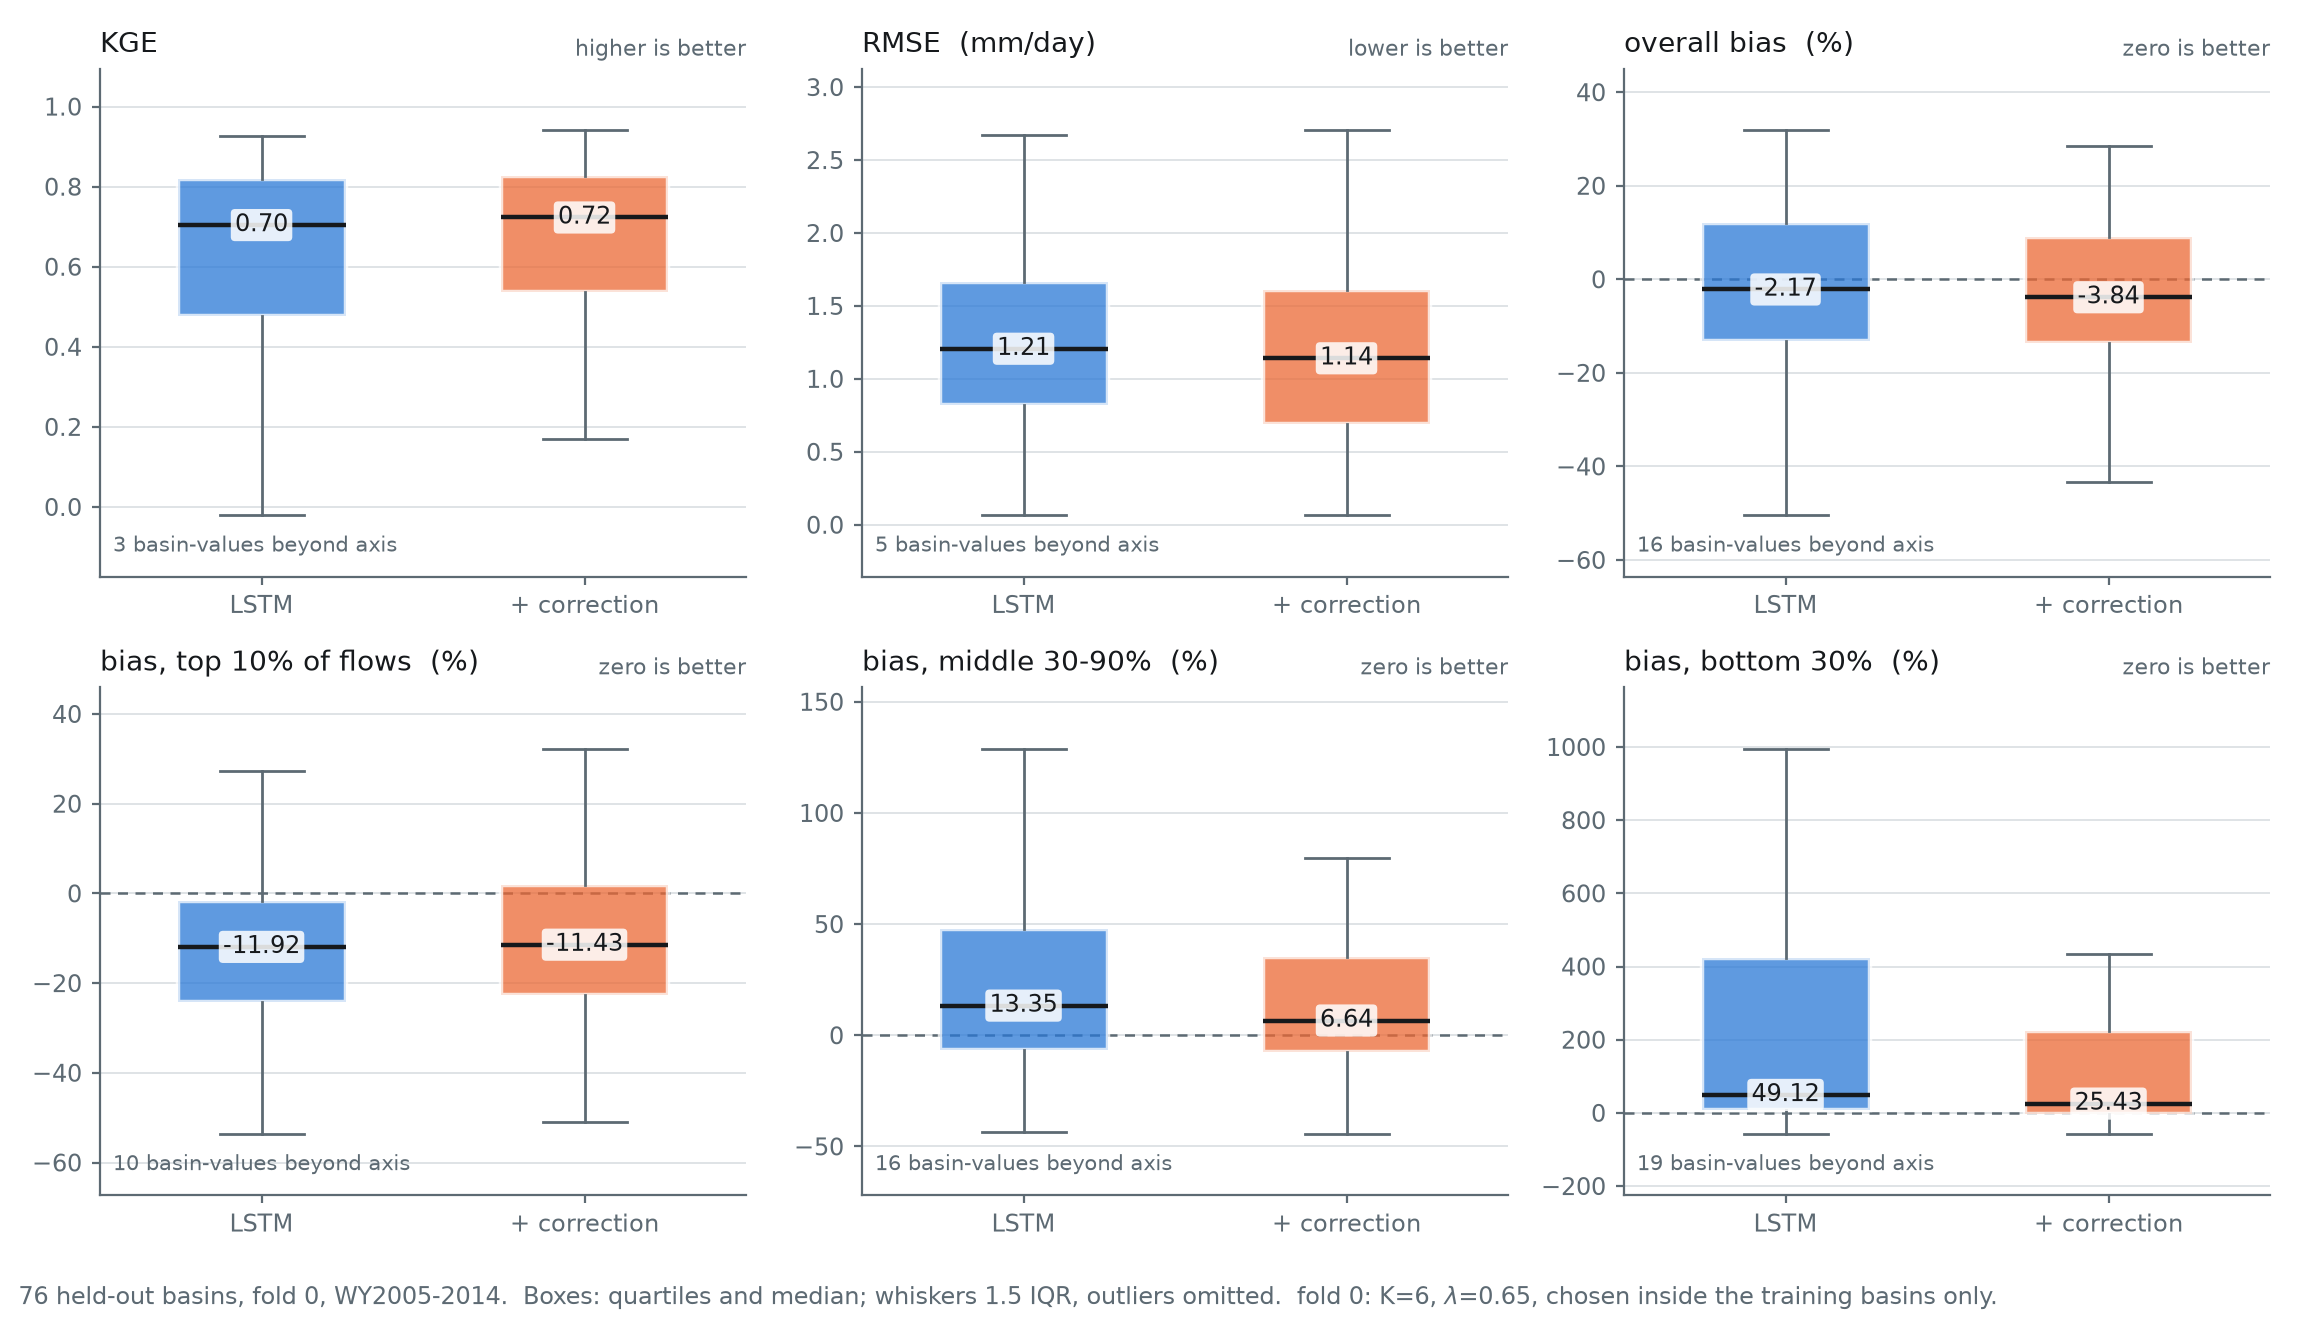 KGE higher is better
1.0
0.8
0.6
0.4
0.2
0.0
0.70
0.72
3 basin-values beyond axis
LSTM + correction
RMSE (mm/day) lower is better
3.0
2.5
2.0
1.5
1.0
0.5
0.0
1.21
1.14
5 basin-values beyond axis
LSTM + correction
overall bias (%) zero is better
40
20
0
−20
−40
−60
-2.17
-3.84
16 basin-values beyond axis
LSTM + correction
bias, top 10% of flows (%) zero is better
40
20
0
−20
−40
−60
-11.92
-11.43
10 basin-values beyond axis
LSTM + correction
bias, middle 30-90% (%) zero is better
150
100
50
0
−50
13.35
6.64
16 basin-values beyond axis
LSTM + correction
bias, bottom 30% (%) zero is better
1000
800
600
400
200
0
−200
49.12
25.43
19 basin-values beyond axis
LSTM + correction
76 held-out basins, fold 0, WY2005-2014. Boxes: quartiles and median; whiskers 1.5 IQR, outliers omitted. fold 0: K=6, λ=0.65, chosen inside the training basins only.